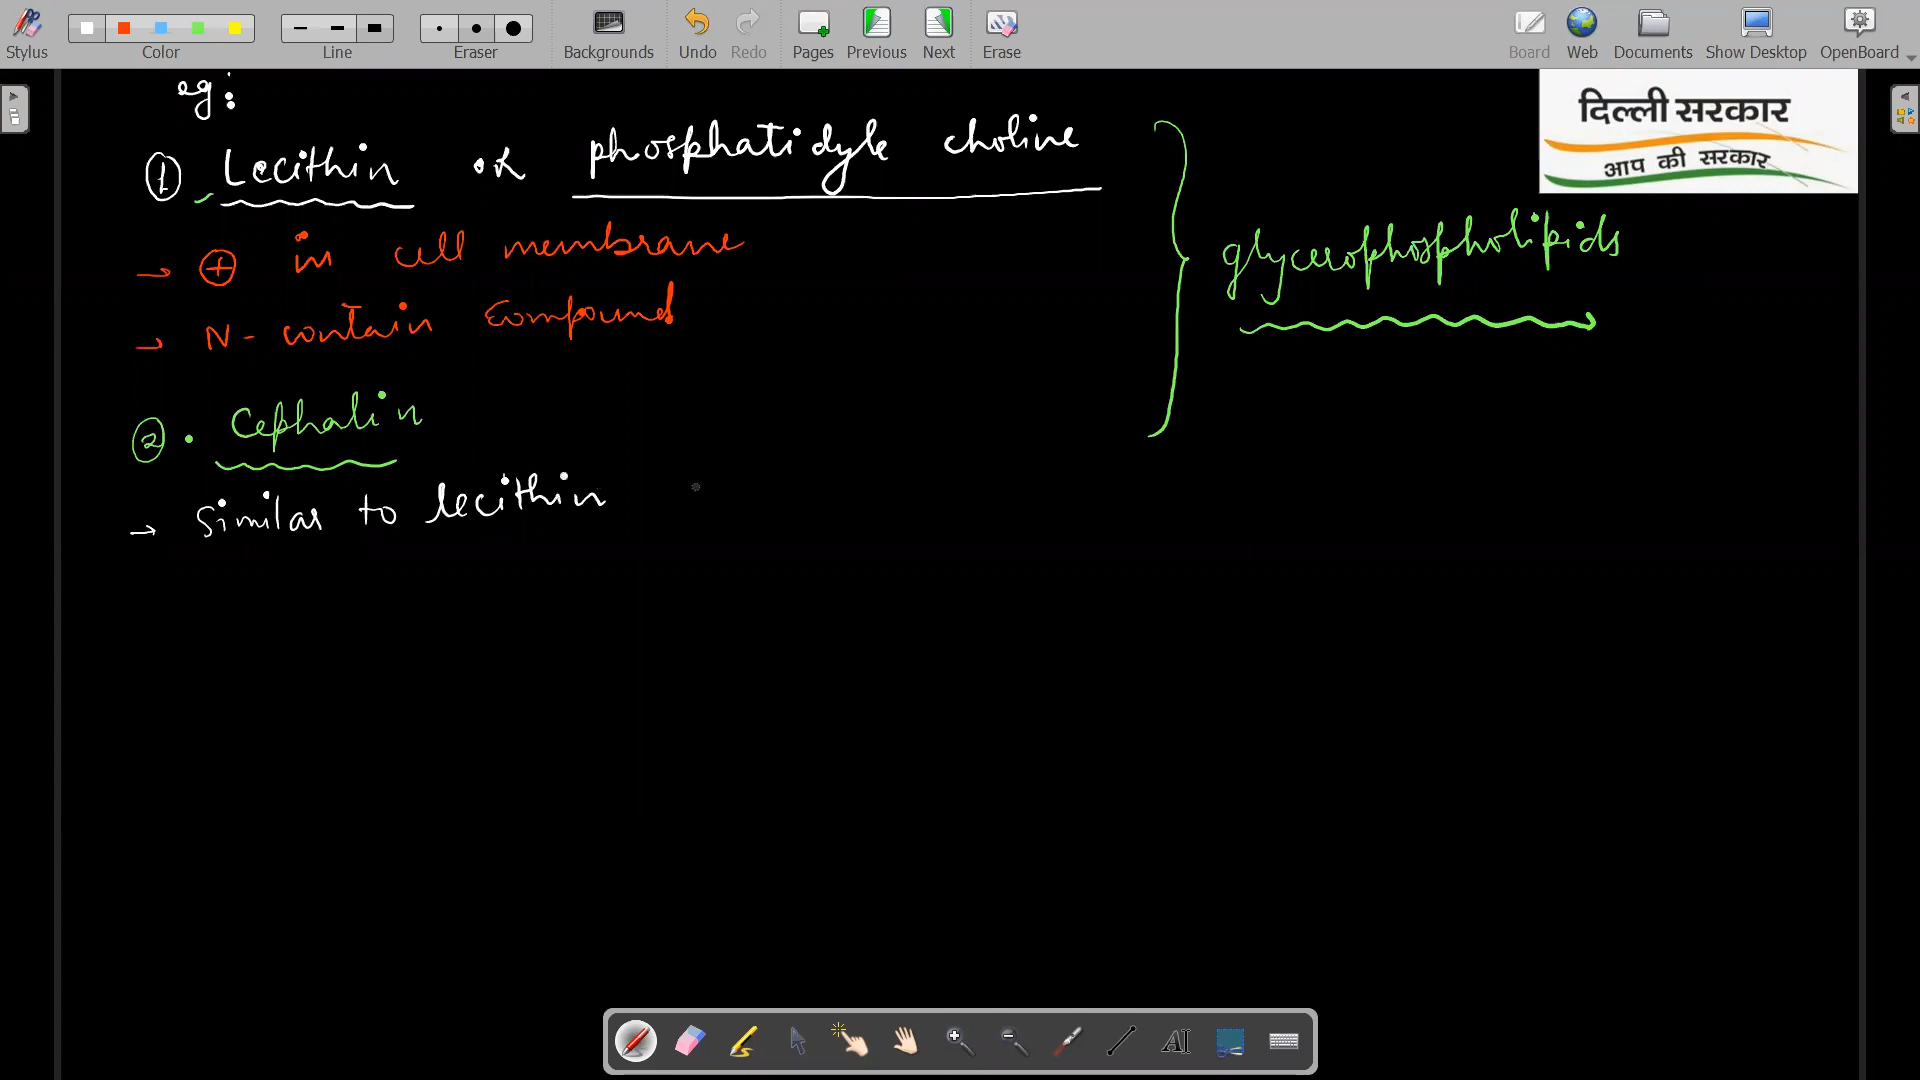 Stylus Color Line Eraser Backgrounds Undo Redo Pages Previous Next Erase Board Web Documents Show Desktop OpenBoard
eg:
① Lecithin or phosphatidyle choline
→ ⊕ in cell membrane
→ N- contain compound
glycerophospholipids
② • Cephalin
→ similar to lecithin
दिल्ली सरकार
आप की सरकार